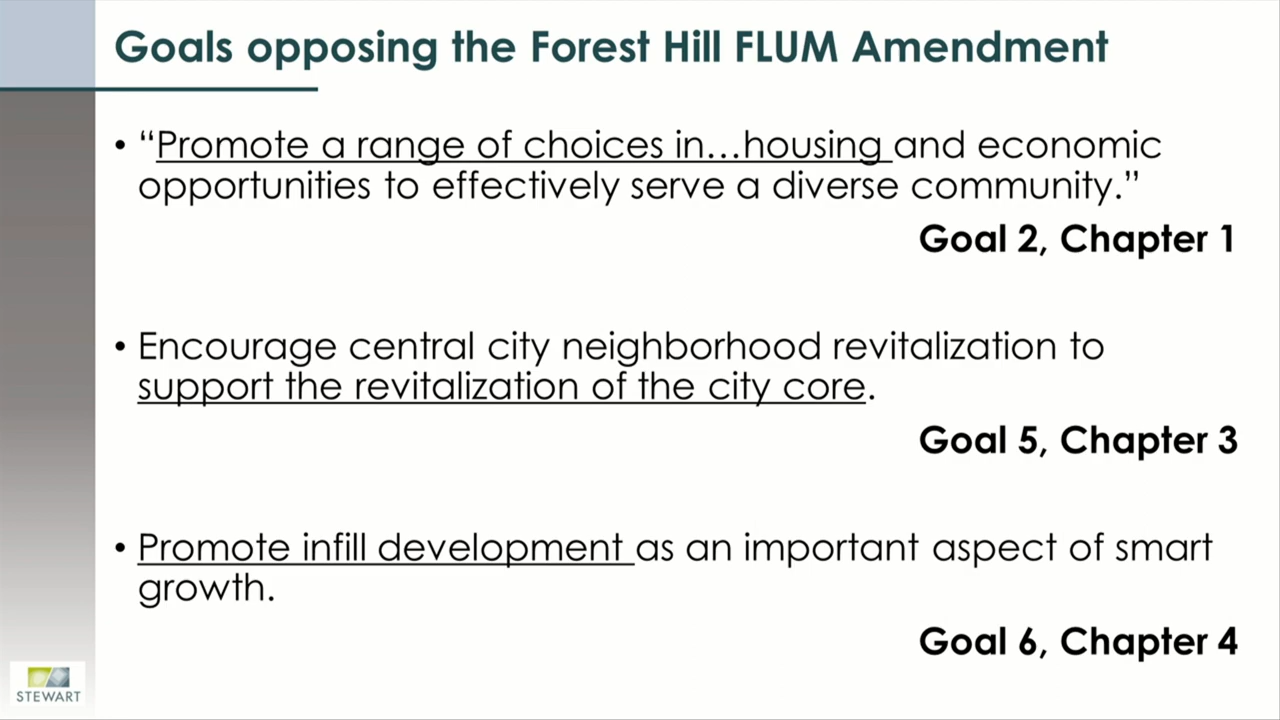 Goals opposing the Forest Hill FLUM Amendment
• “Promote a range of choices in…housing and economic
opportunities to effectively serve a diverse community.”
Goal 2, Chapter 1
• Encourage central city neighborhood revitalization to
support the revitalization of the city core.
Goal 5, Chapter 3
• Promote infill development as an important aspect of smart
growth.
Goal 6, Chapter 4
STEWART